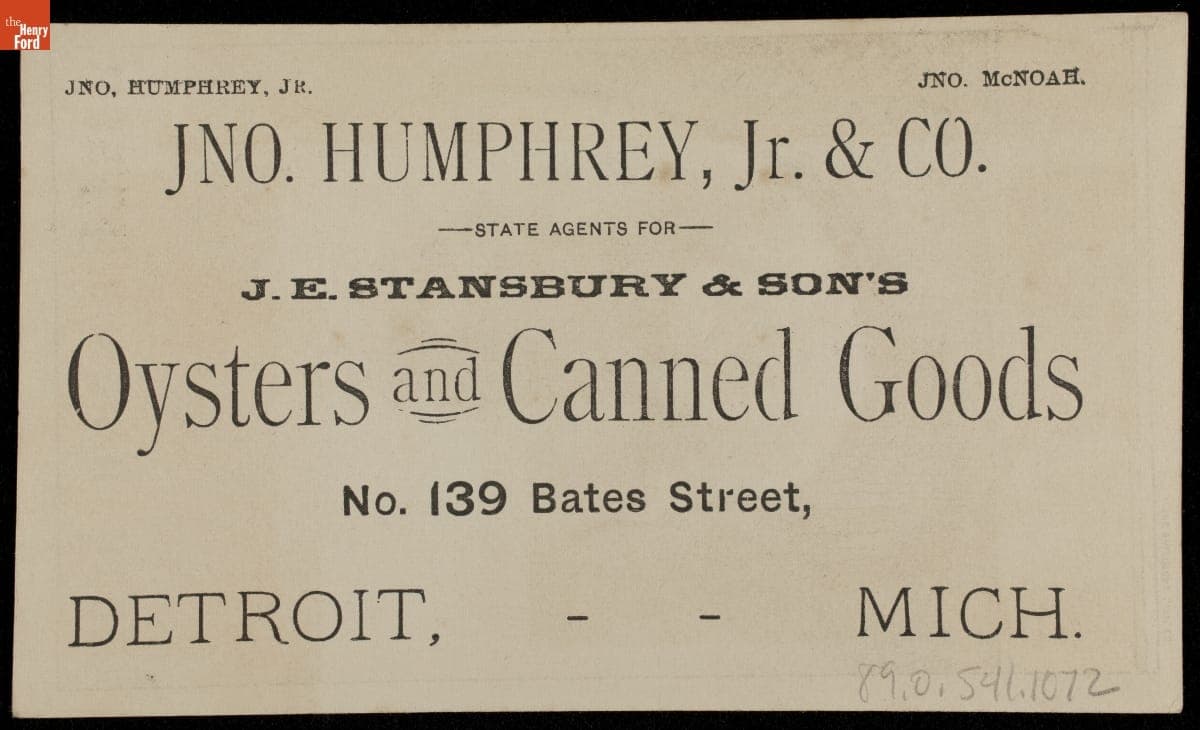 the
Henry
Ford
JNO, HUMPHREY, JR.
JNO. McNOAH.
JNO. HUMPHREY, Jr. & CO.
—STATE AGENTS FOR—
J. E. STANSBURY & SON'S
Oysters and Canned Goods
No. 139 Bates Street,
DETROIT, - - MICH.
89.0.541.1072